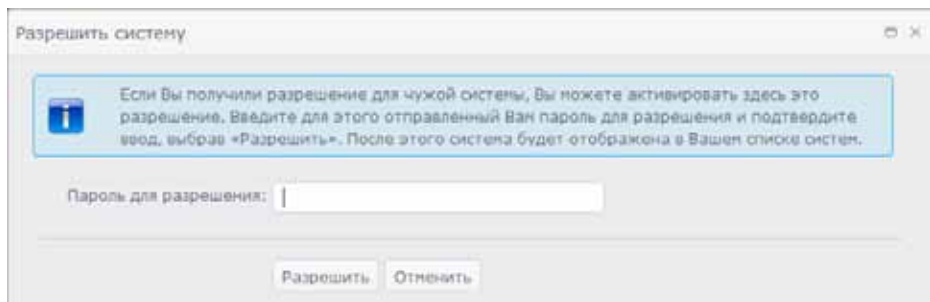 Разрешить систему
Если Вы получили разрешение для чужой системы, Вы можете активировать здесь это
разрешение. Введите для этого отправленный Вам пароль для разрешения и подтвердите
ввод, выбрав «Разрешить». После этого система будет отображена в Вашем списке систем.
Пароль для разрешения:
Разрешить Отменить